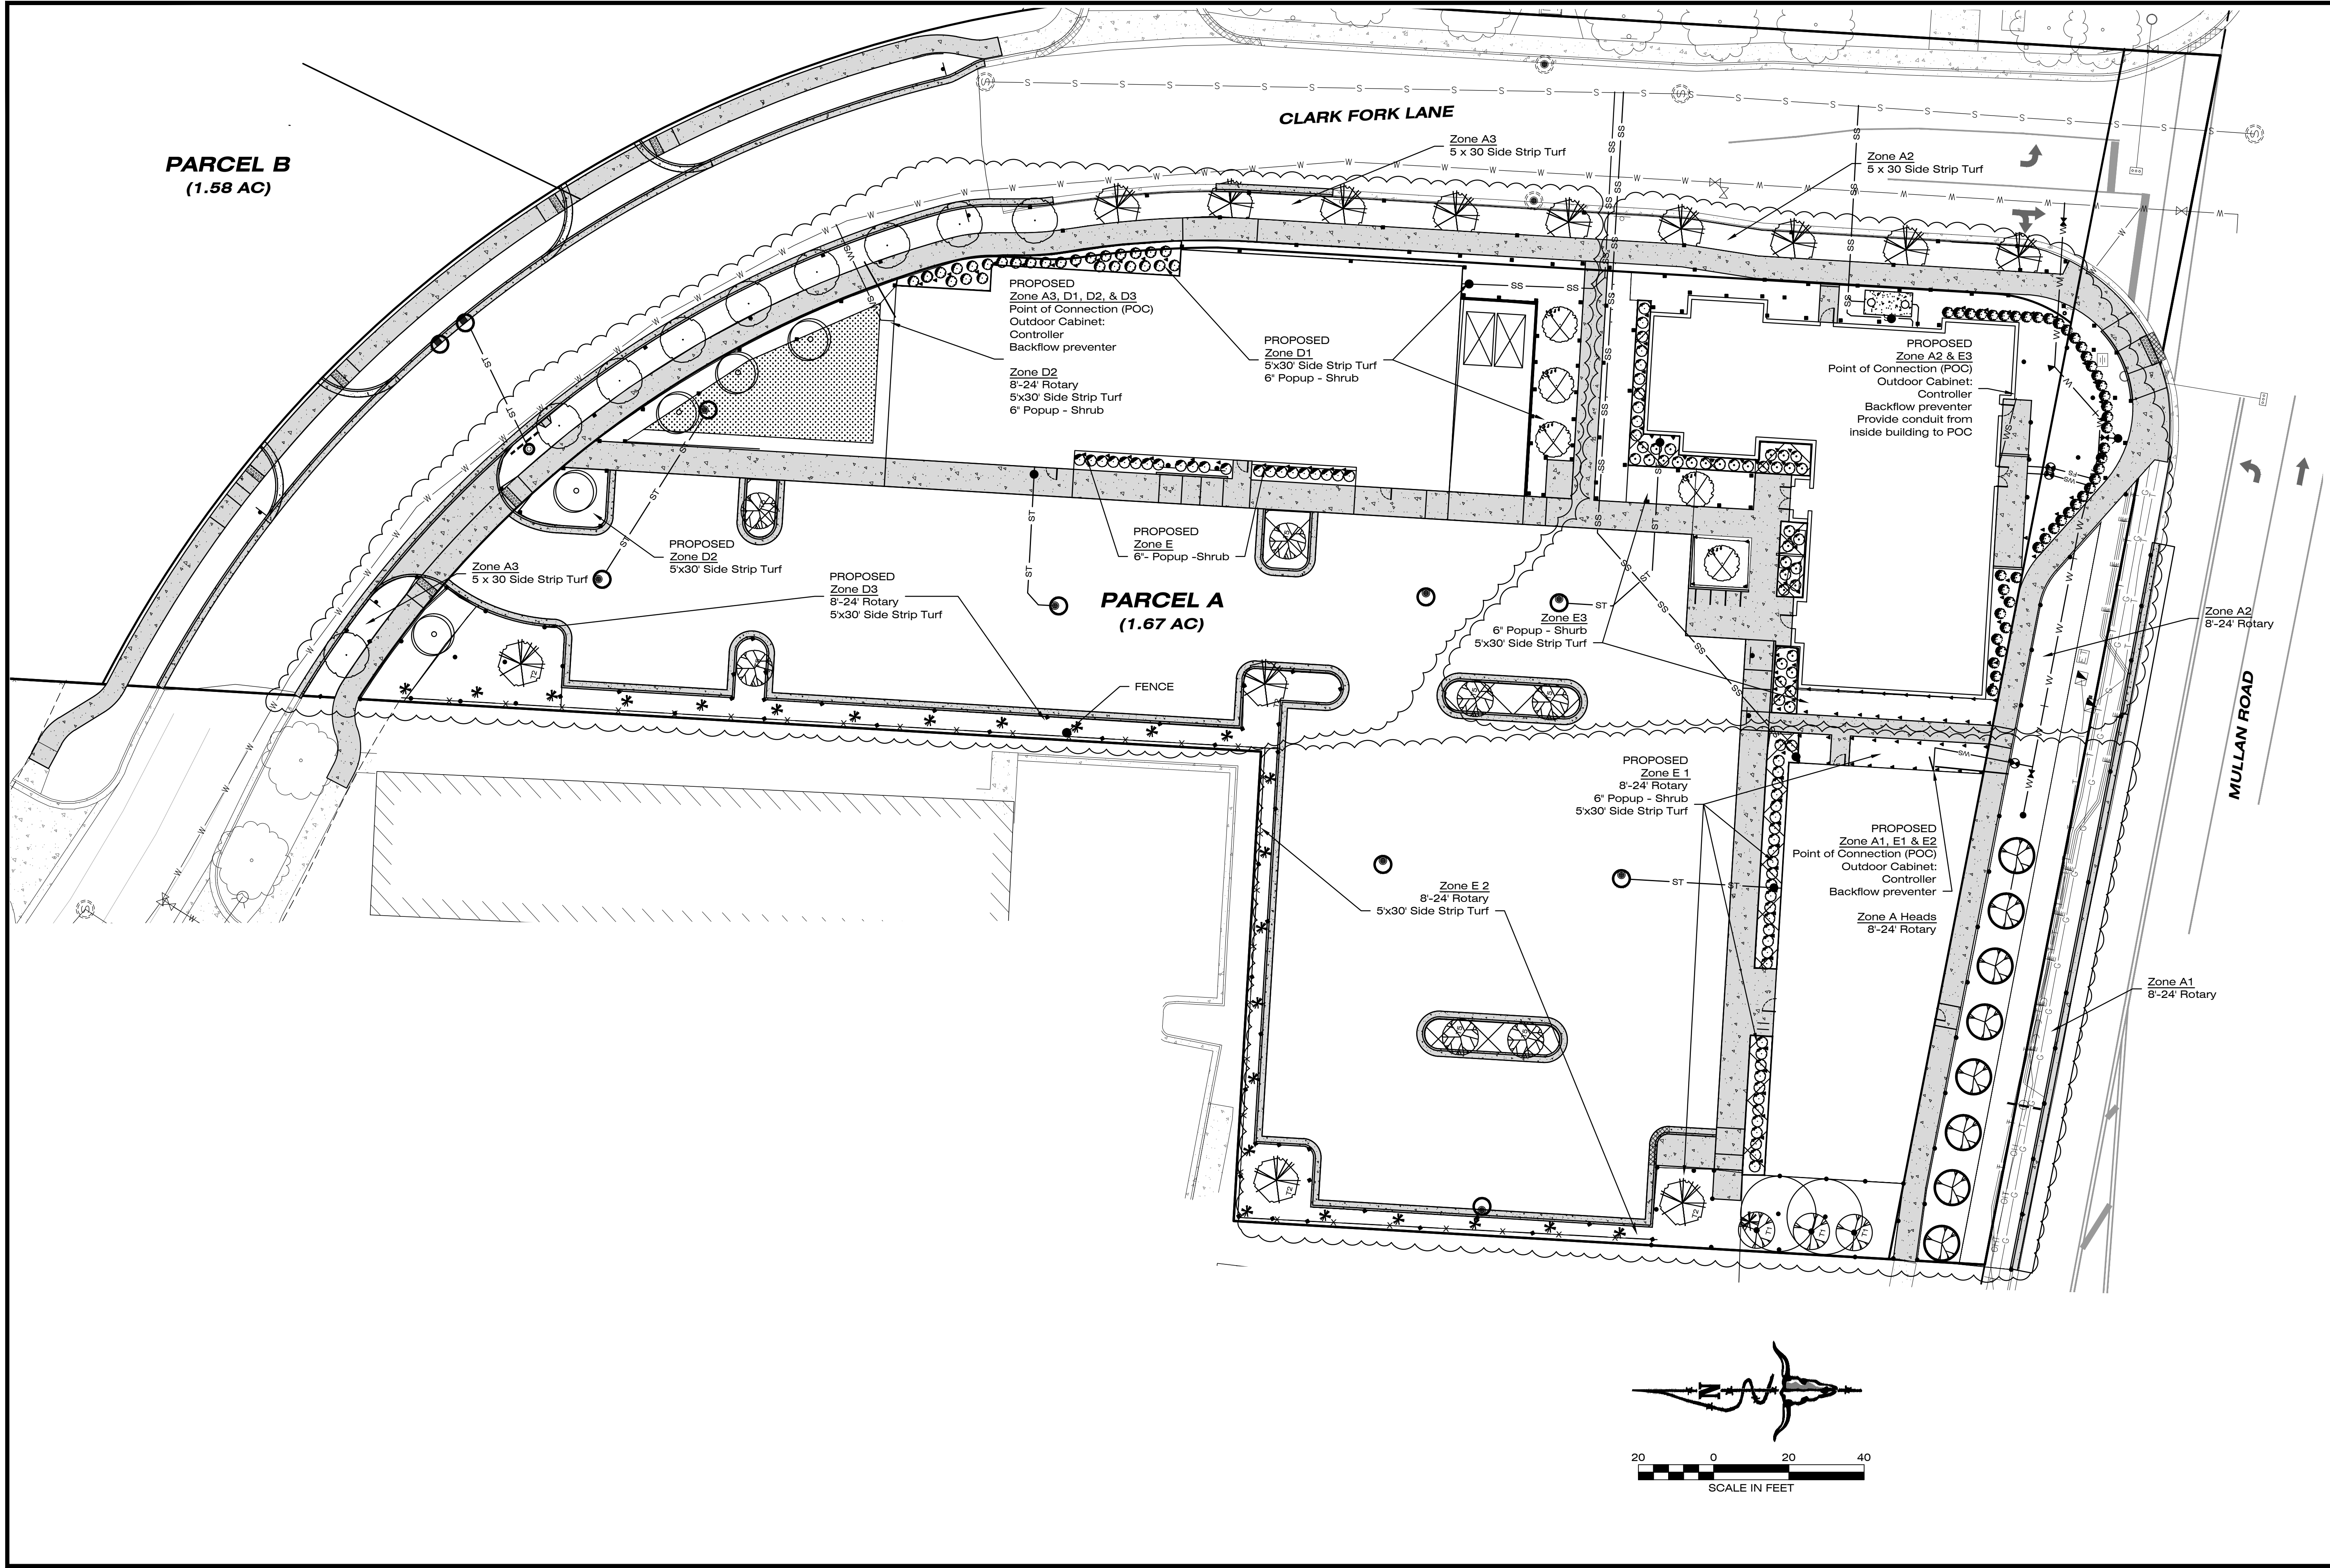 CLARK FORK LANE
PARCEL B
(1.58 AC)
Zone A3
5 x 30 Side Strip Turf
Zone A2
5 x 30 Side Strip Turf
PROPOSED
Zone A3, D1, D2, & D3
Point of Connection (POC)
Outdoor Cabinet:
Controller
Backflow preventer
Zone D2
8'-24' Rotary
5'x30' Side Strip Turf
6" Popup - Shrub
PROPOSED
Zone D1
5'x30' Side Strip Turf
6" Popup - Shrub
PROPOSED
Zone A2 & E3
Point of Connection (POC)
Outdoor Cabinet:
Controller
Backflow preventer
Provide conduit from
inside building to POC
PROPOSED
Zone E
6"- Popup -Shrub
PROPOSED
Zone D2
5'x30' Side Strip Turf
Zone A3
5 x 30 Side Strip Turf
PROPOSED
Zone D3
8'-24' Rotary
5'x30' Side Strip Turf
PARCEL A
(1.67 AC)
Zone E3
6" Popup - Shurb
5'x30' Side Strip Turf
Zone A2
8'-24' Rotary
FENCE
MULLAN ROAD
PROPOSED
Zone E 1
8'-24' Rotary
6" Popup - Shrub
5'x30' Side Strip Turf
PROPOSED
Zone A1, E1 & E2
Point of Connection (POC)
Outdoor Cabinet:
Controller
Backflow preventer
Zone A Heads
8'-24' Rotary
Zone E 2
8'-24' Rotary
5'x30' Side Strip Turf
Zone A1
8'-24' Rotary
T2
T2
T2
T1
T1
T1
N
20 0 20 40
SCALE IN FEET